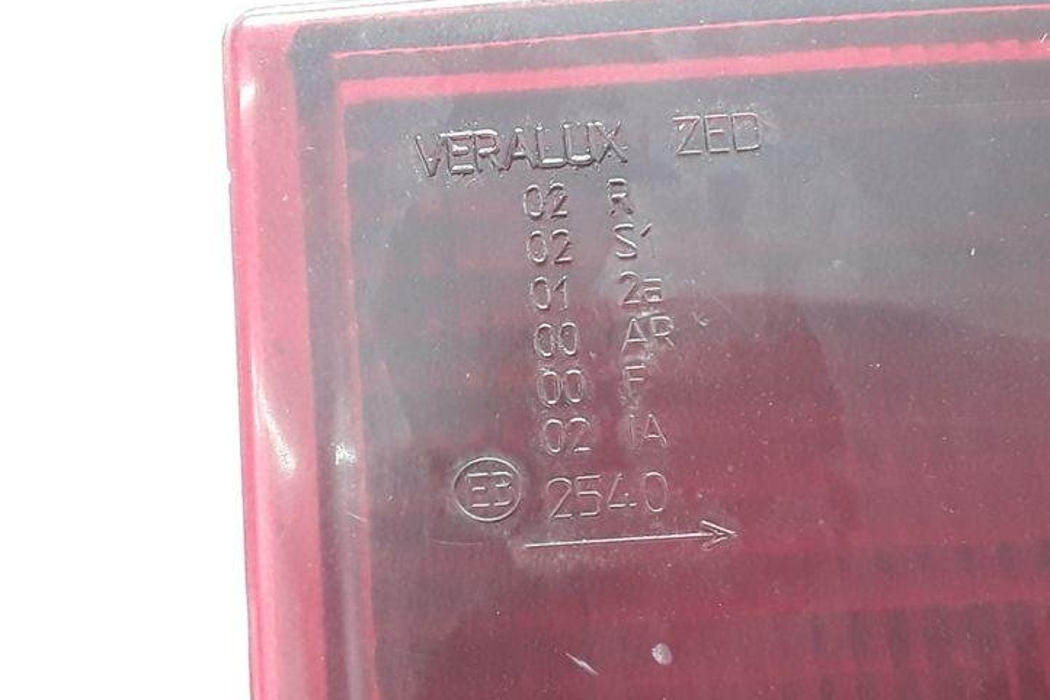 VERALUX ZED
02 R
02 S1
01 2a
00 AR
00 F
02 IA
E3 2540